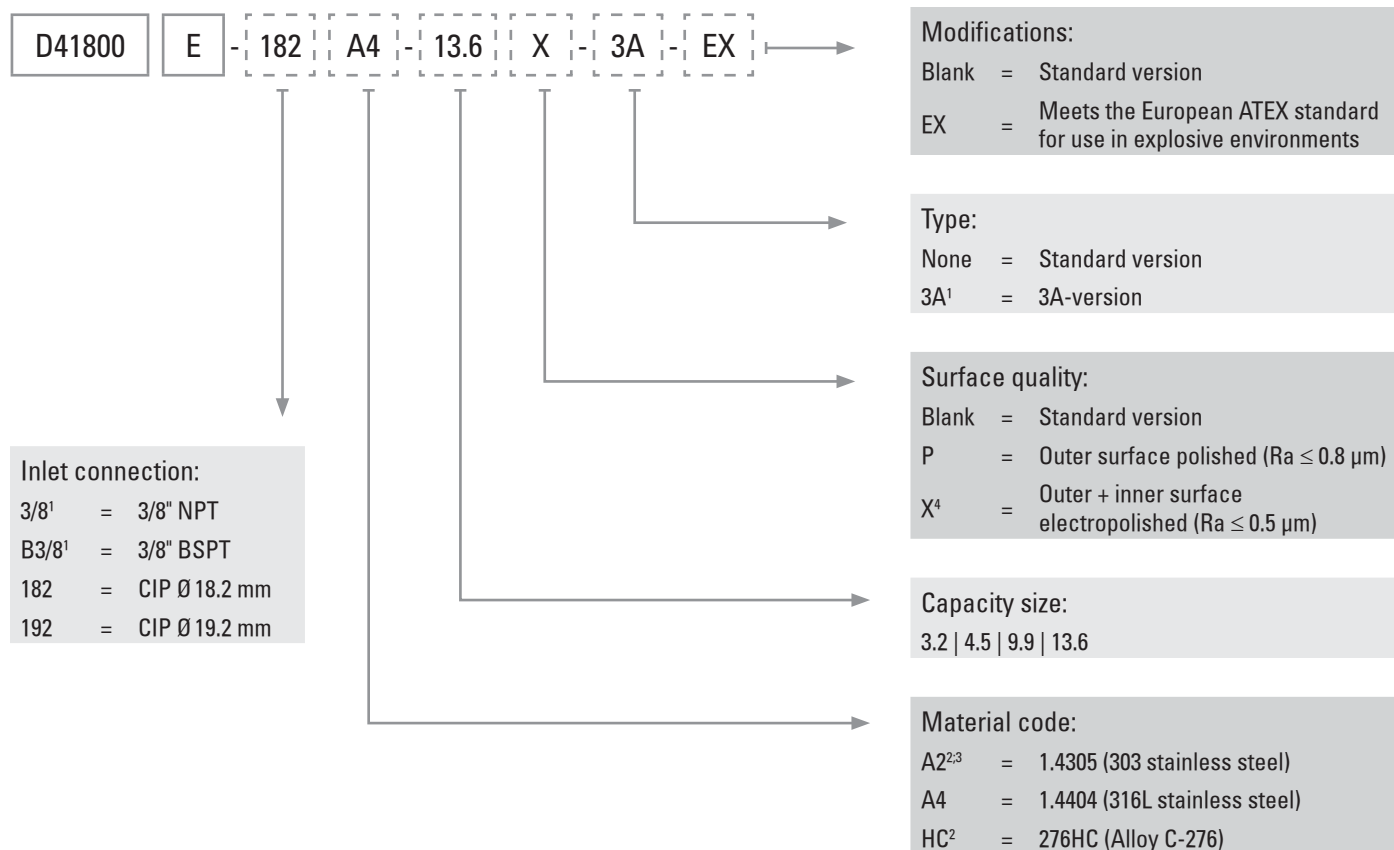 D41800 E - 182 A4 - 13.6 X - 3A - EX
Modifications:
Blank = Standard version
EX = Meets the European ATEX standard
for use in explosive environments
Type:
None = Standard version
3A¹ = 3A-version
Surface quality:
Blank = Standard version
P = Outer surface polished (Ra ≤ 0.8 µm)
X⁴ = Outer + inner surface
electropolished (Ra ≤ 0.5 µm)
Inlet connection:
3/8¹ = 3/8" NPT
B3/8¹ = 3/8" BSPT
182 = CIP Ø 18.2 mm
192 = CIP Ø 19.2 mm
Capacity size:
3.2 | 4.5 | 9.9 | 13.6
Material code:
A2²;³ = 1.4305 (303 stainless steel)
A4 = 1.4404 (316L stainless steel)
HC² = 276HC (Alloy C-276)